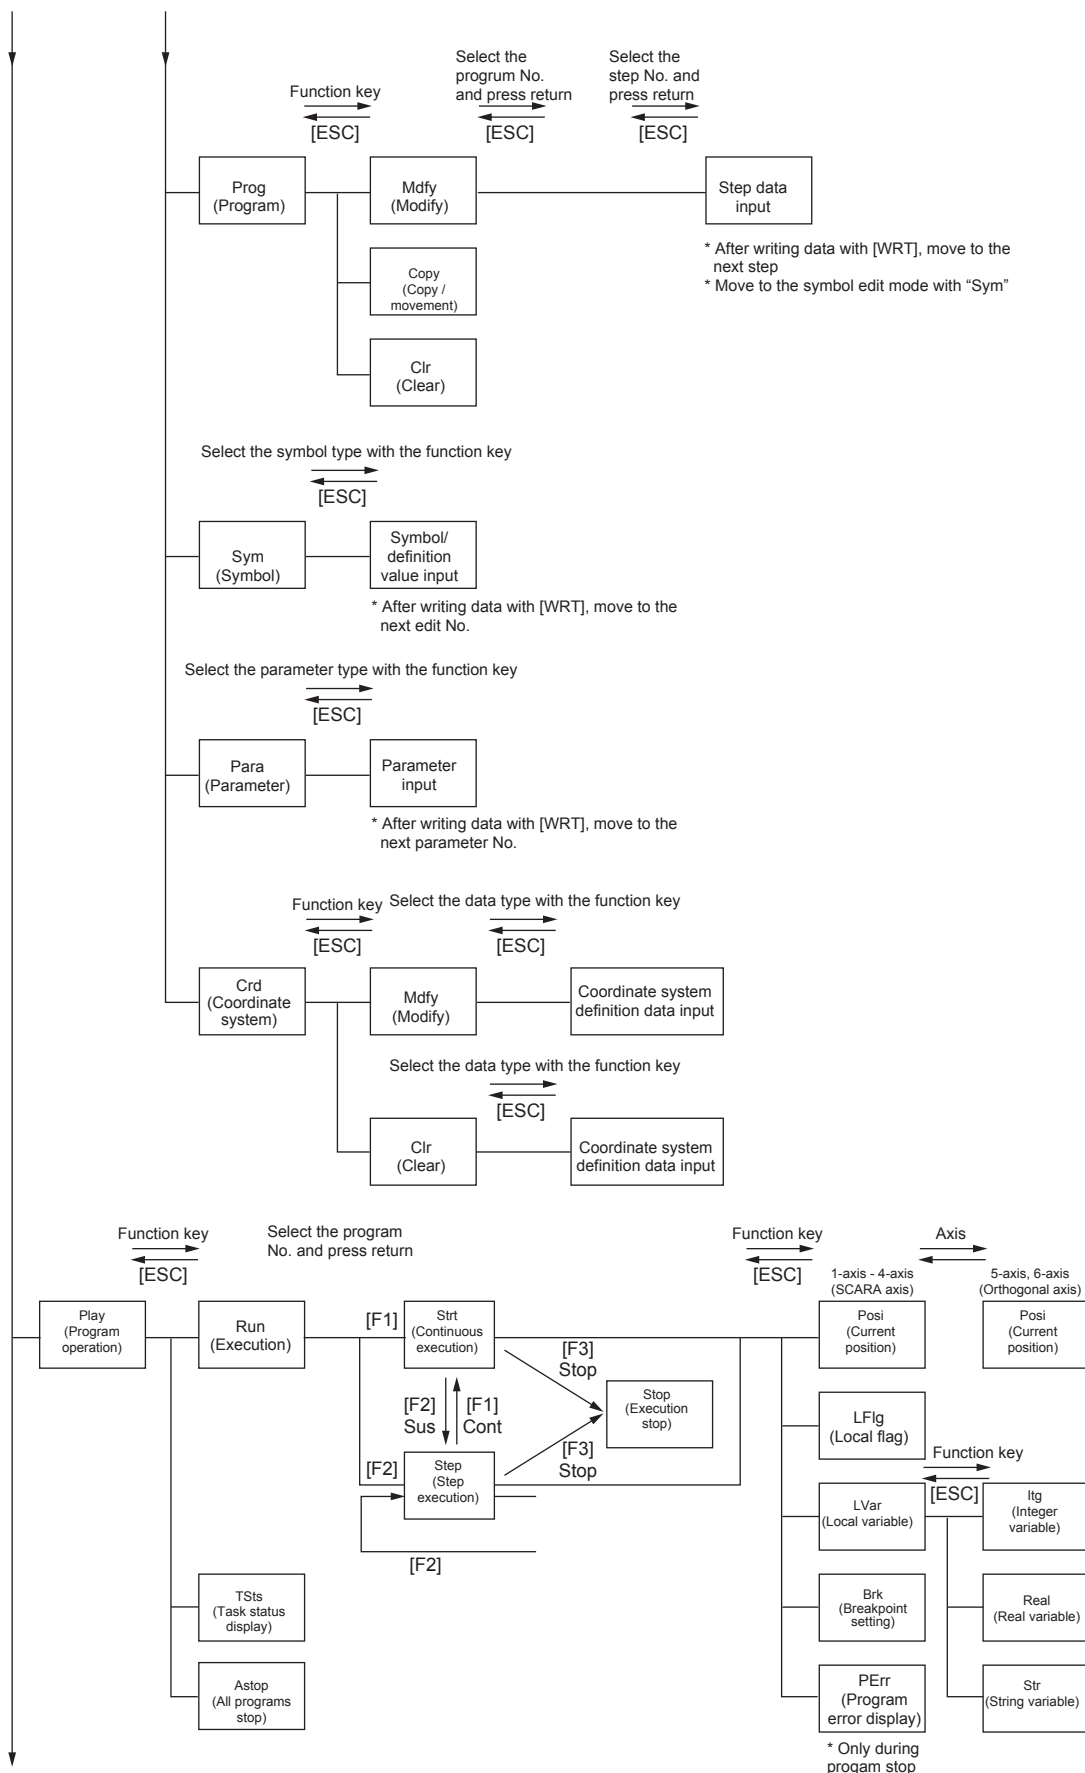 Select the
progrum No.
and press return
Select the
step No. and
press return
Function key
[ESC]
[ESC]
[ESC]
Prog
(Program)
Mdfy
(Modify)
Step data
input
* After writing data with [WRT], move to the
next step
* Move to the symbol edit mode with “Sym”
Copy
(Copy /
movement)
Clr
(Clear)
Select the symbol type with the function key
[ESC]
Sym
(Symbol)
Symbol/
definition
value input
* After writing data with [WRT], move to the
next edit No.
Select the parameter type with the function key
[ESC]
Para
(Parameter)
Parameter
input
* After writing data with [WRT], move to the
next parameter No.
Function key
Select the data type with the function key
[ESC]
[ESC]
Crd
(Coordinate
system)
Mdfy
(Modify)
Coordinate system
definition data input
Select the data type with the function key
[ESC]
Clr
(Clear)
Coordinate system
definition data input
Function key
[ESC]
Select the program
No. and press return
Function key
[ESC]
Axis
1-axis - 4-axis
(SCARA axis)
5-axis, 6-axis
(Orthogonal axis)
Play
(Program
operation)
Run
(Execution)
[F1]
Strt
(Continuous
execution)
[F3]
Stop
Posi
(Current
position)
Posi
(Current
position)
[F2]
Sus
[F1]
Cont
Stop
(Execution
stop)
LFlg
(Local flag)
[F3]
Stop
[F2]
Step
(Step
execution)
[F2]
Function key
[ESC]
LVar
(Local variable)
Itg
(Integer
variable)
TSts
(Task status
display)
Brk
(Breakpoint
setting)
Real
(Real variable)
Astop
(All programs
stop)
PErr
(Program
error display)
Str
(String variable)
* Only during
progam stop